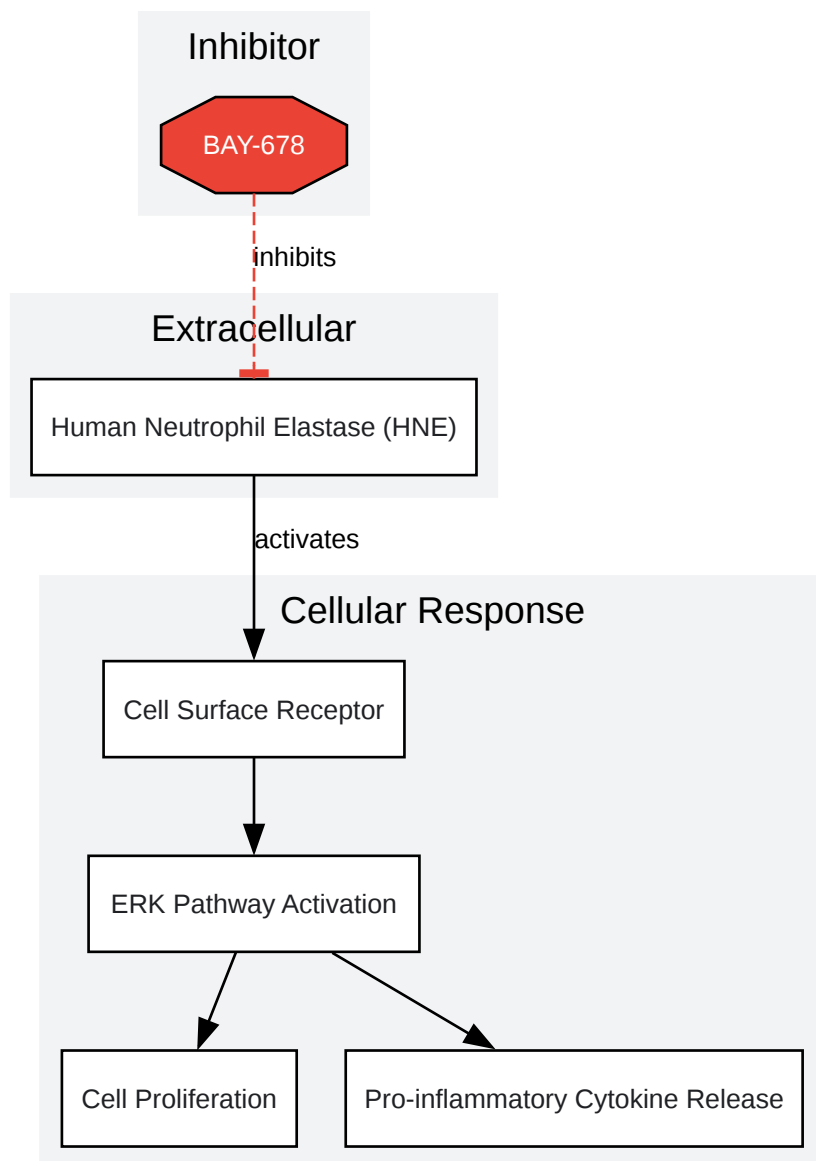 Inhibitor
BAY-678
inhibits
Extracellular
Human Neutrophil Elastase (HNE)
activates
Cellular Response
Cell Surface Receptor
ERK Pathway Activation
Cell Proliferation
Pro-inflammatory Cytokine Release